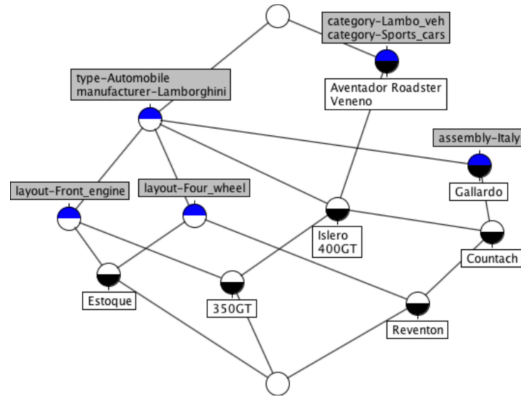 category-Lambo_veh
category-Sports_cars
type-Automobile
manufacturer-Lamborghini
Aventador Roadster
Veneno
assembly-Italy
layout-Front_engine
layout-Four_wheel
Gallardo
Islero
400GT
Countach
Estoque
350GT
Reventon